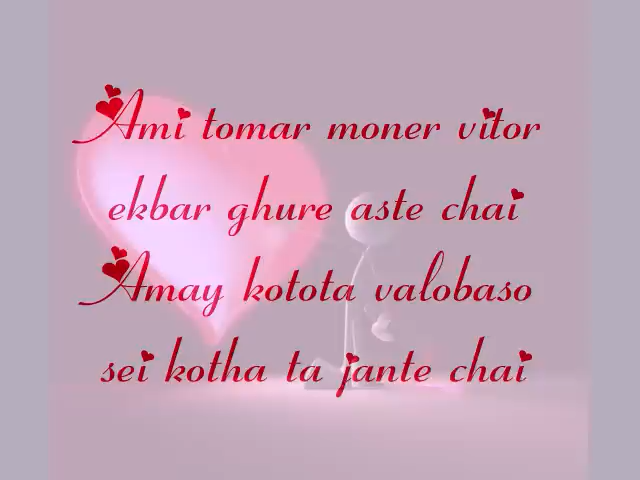 Ami tomar moner vitor
ekbar ghure aste chai
Amay kotota valobaso
sei kotha ta jante chai